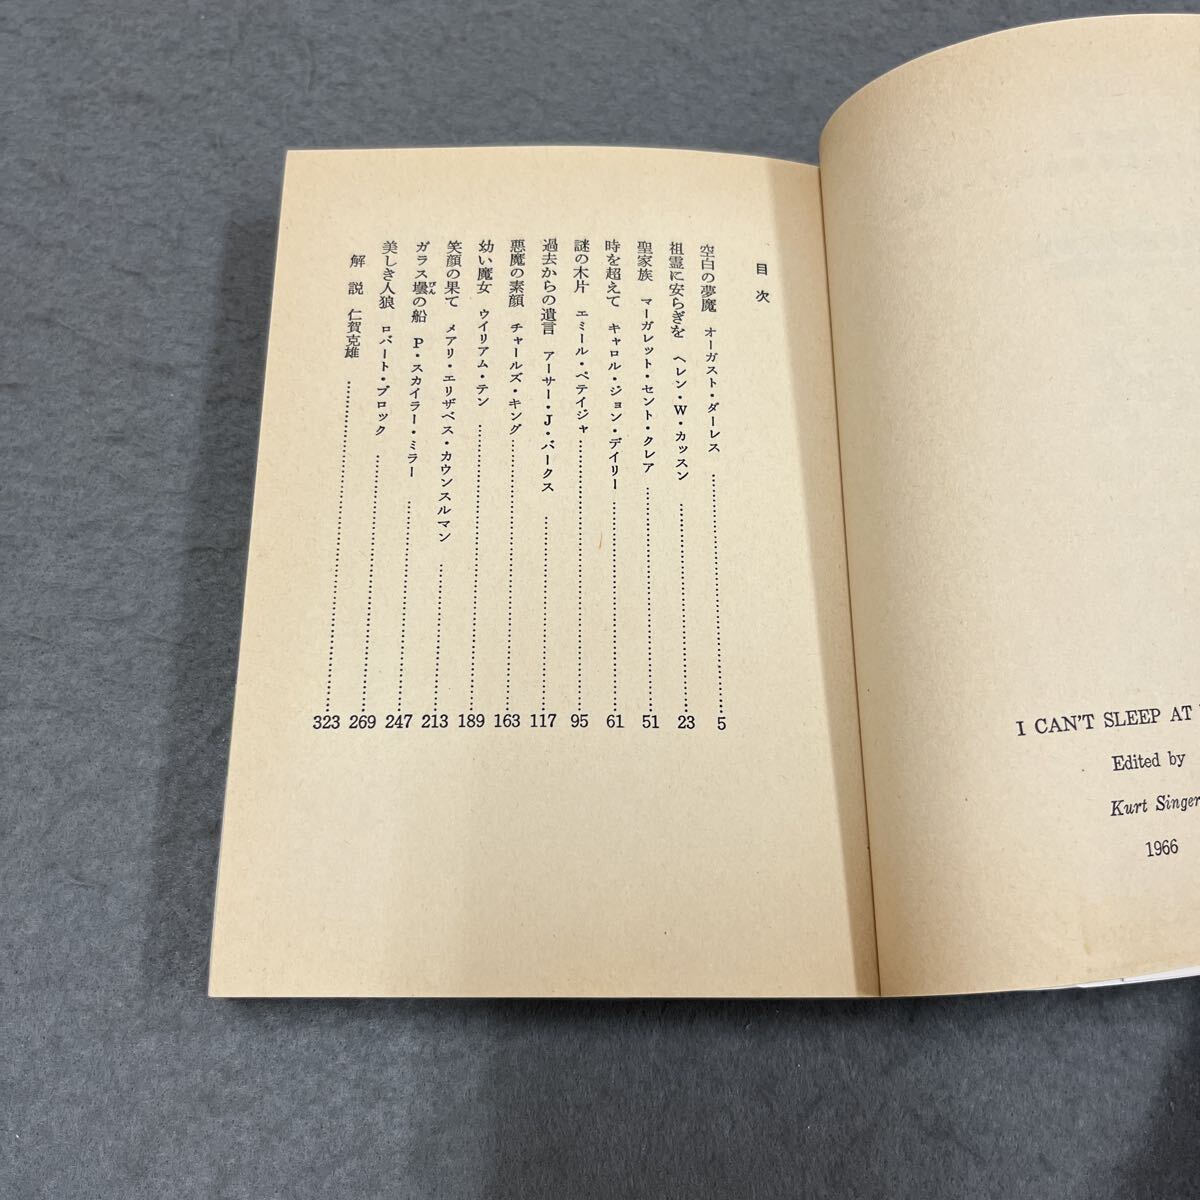 目次
空白の夢魔 オーガスト・ダーレス 5
祖霊に安らぎを ヘレン・W・カッスン 23
聖家族 マーガレット・セント・クレア 51
時を超えて キャロル・ジョン・デイリー 61
謎の木片 エミール・ペテイジャ 95
過去からの遺言 アーサー・J・バークス 117
悪魔の素顔 チャールズ・キング 163
幼い魔女 ウイリアム・テン 189
笑顔の果て メアリ・エリザベス・カウンスルマン 213
ガラス壜の船 P・スカイラー・ミラー 247
びん
美しき人狼 ロバート・ブロック 269
解説 仁賀克雄 323
I CAN'T SLEEP AT
Edited by
Kurt Singer
1966